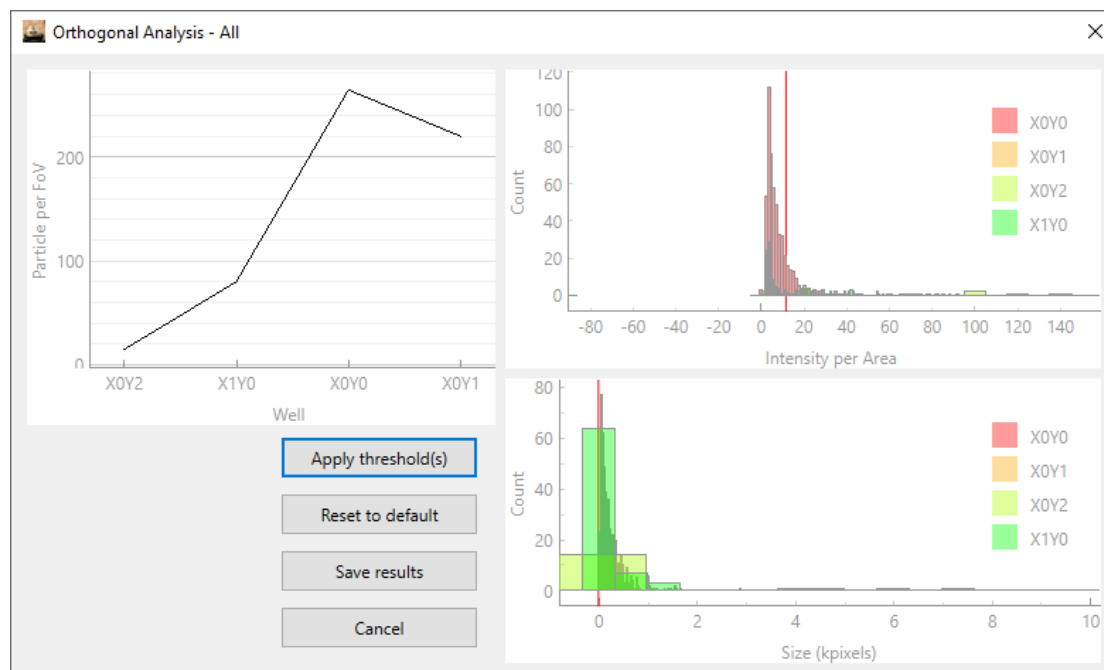 Orthogonal Analysis - All
Particle per FoV
200
100
0
X0Y2 X1Y0 X0Y0 X0Y1
Well
Apply threshold(s)
Reset to default
Save results
Cancel
Count
120
100
80
60
40
20
0
-80 -60 -40 -20 0 20 40 60 80 100 120 140
Intensity per Area
X0Y0
X0Y1
X0Y2
X1Y0
Count
80
60
40
20
0
0 2 4 6 8 10
Size (kpixels)
X0Y0
X0Y1
X0Y2
X1Y0